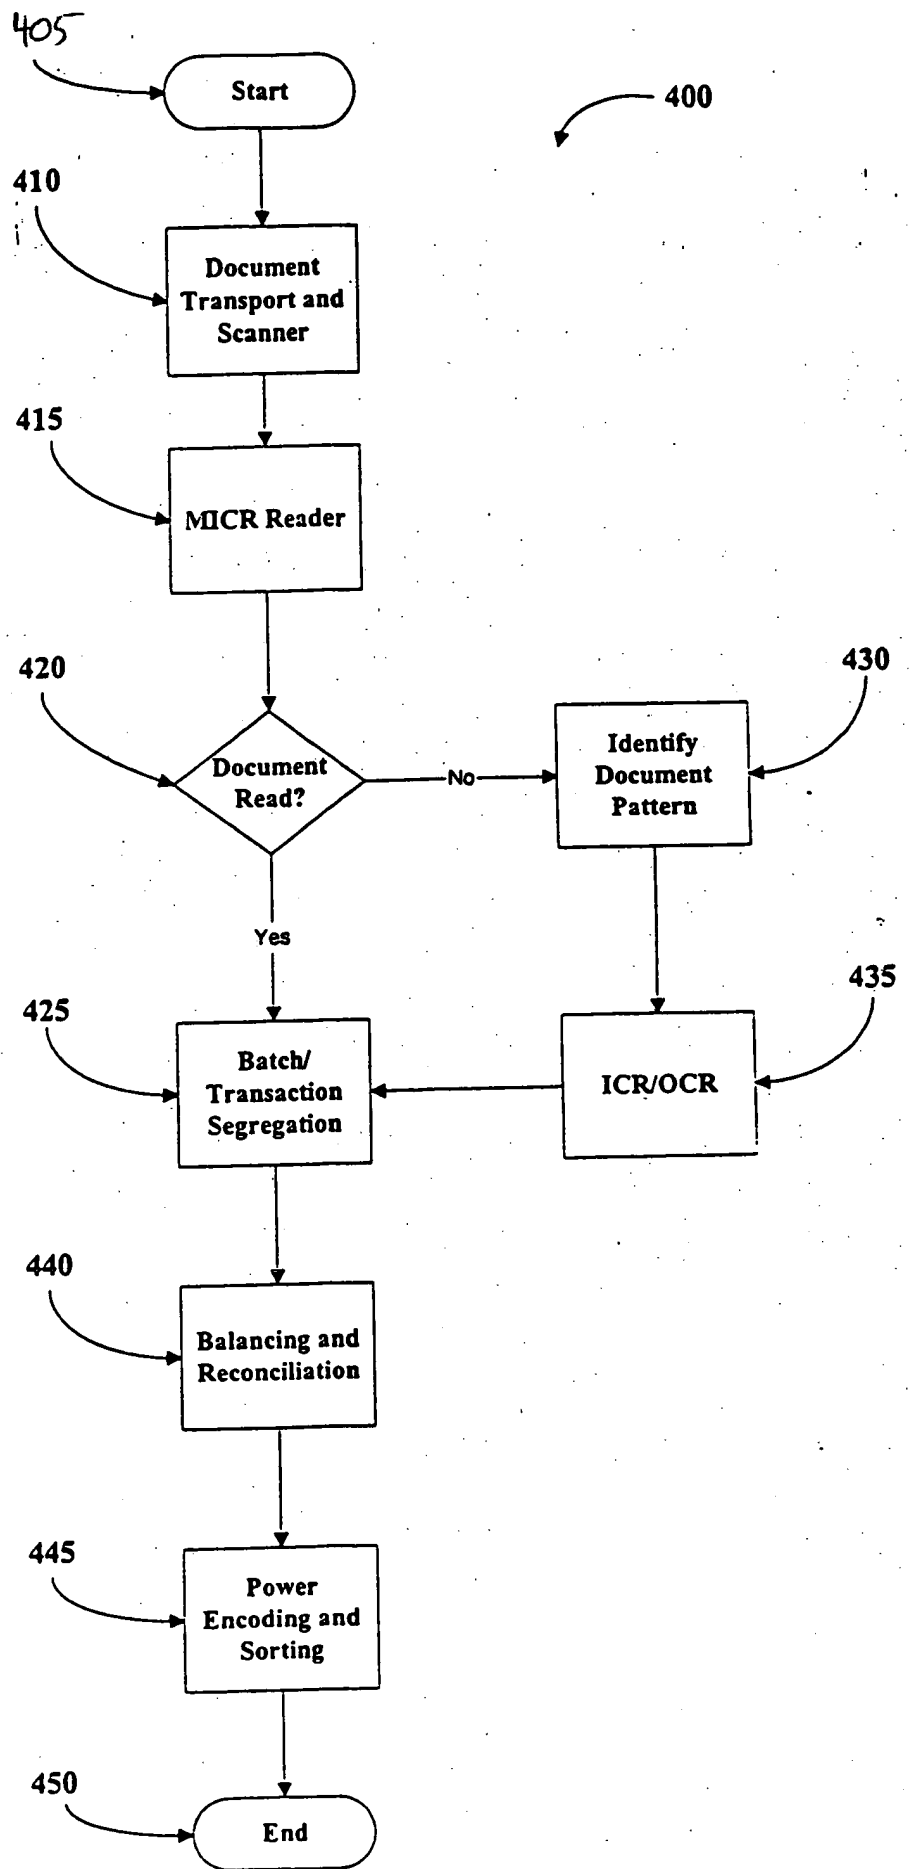 405
Start
400
410
Document
Transport and
Scanner
415
MICR Reader
420
Document
Read?
No
430
Identify
Document
Pattern
Yes
425
Batch/
Transaction
Segregation
435
ICR/OCR
440
Balancing and
Reconciliation
445
Power
Encoding and
Sorting
450
End